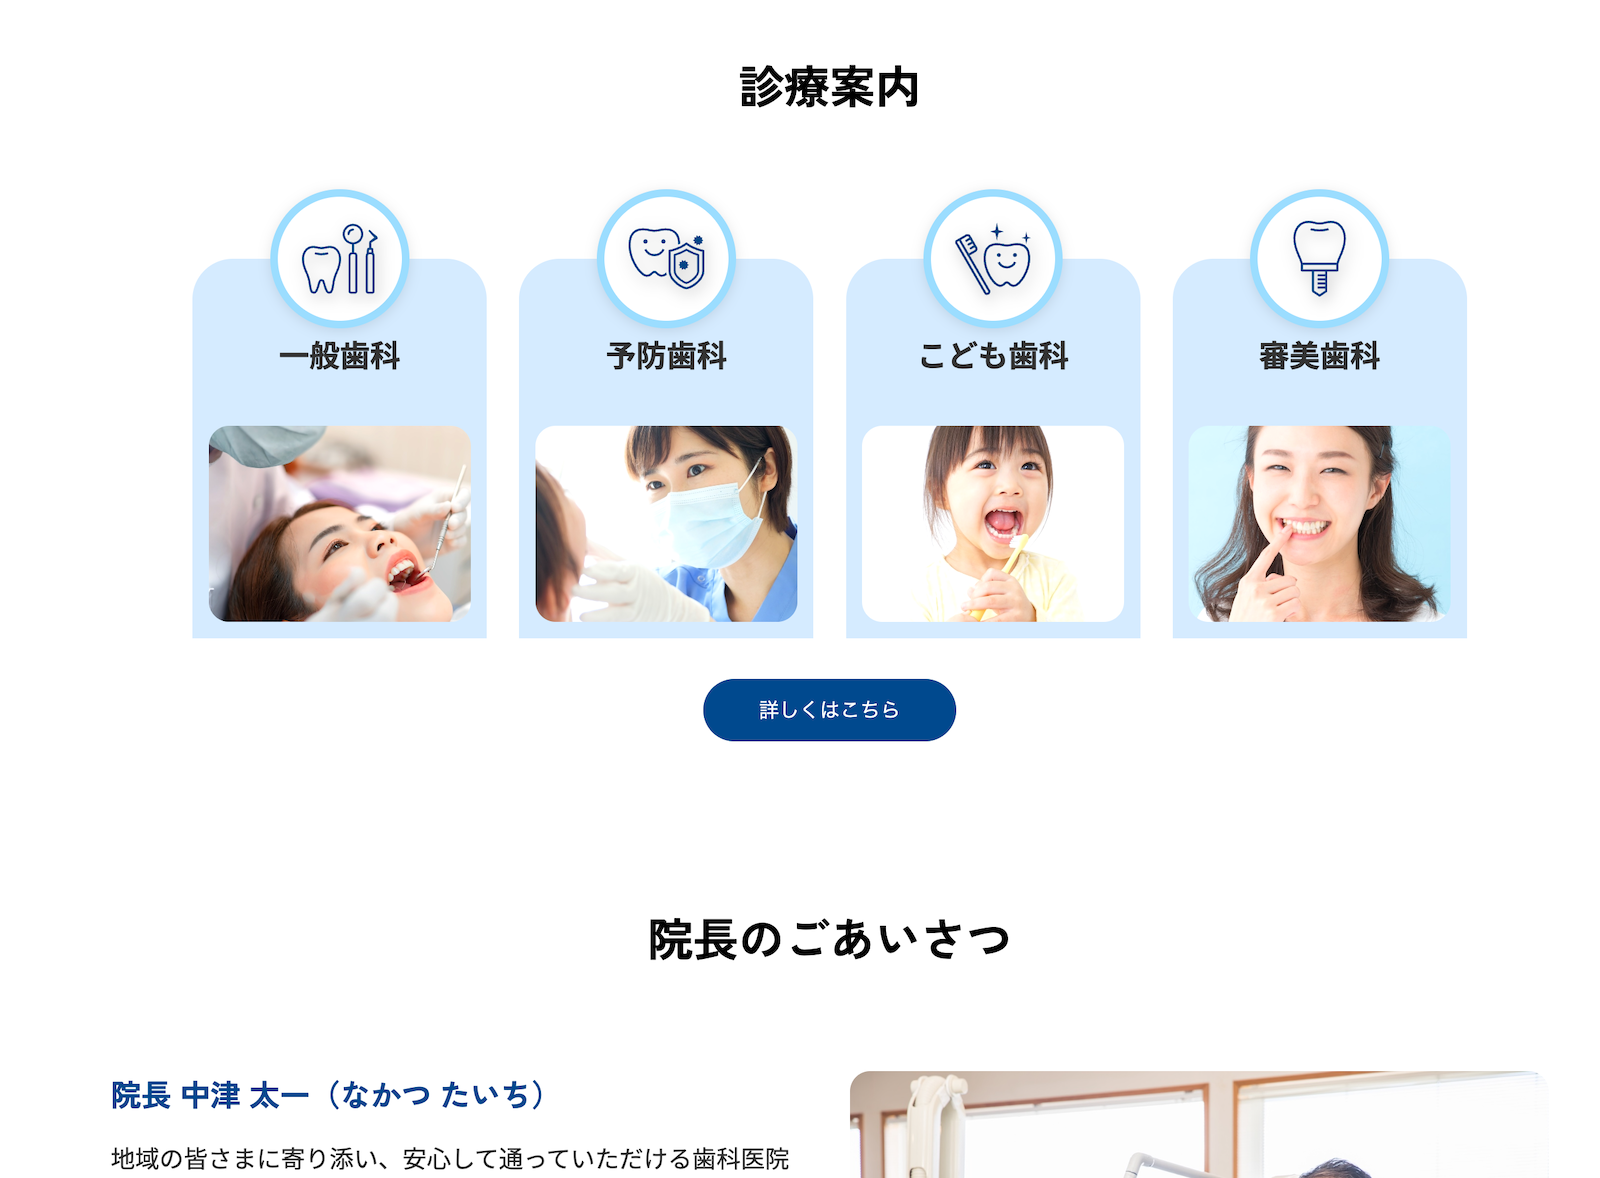 診療案内
一般歯科
予防歯科
こども歯科
審美歯科
詳しくはこちら
院長のごあいさつ
院長 中津 太一（なかつ たいち）
地域の皆さまに寄り添い、安心して通っていただける歯科医院